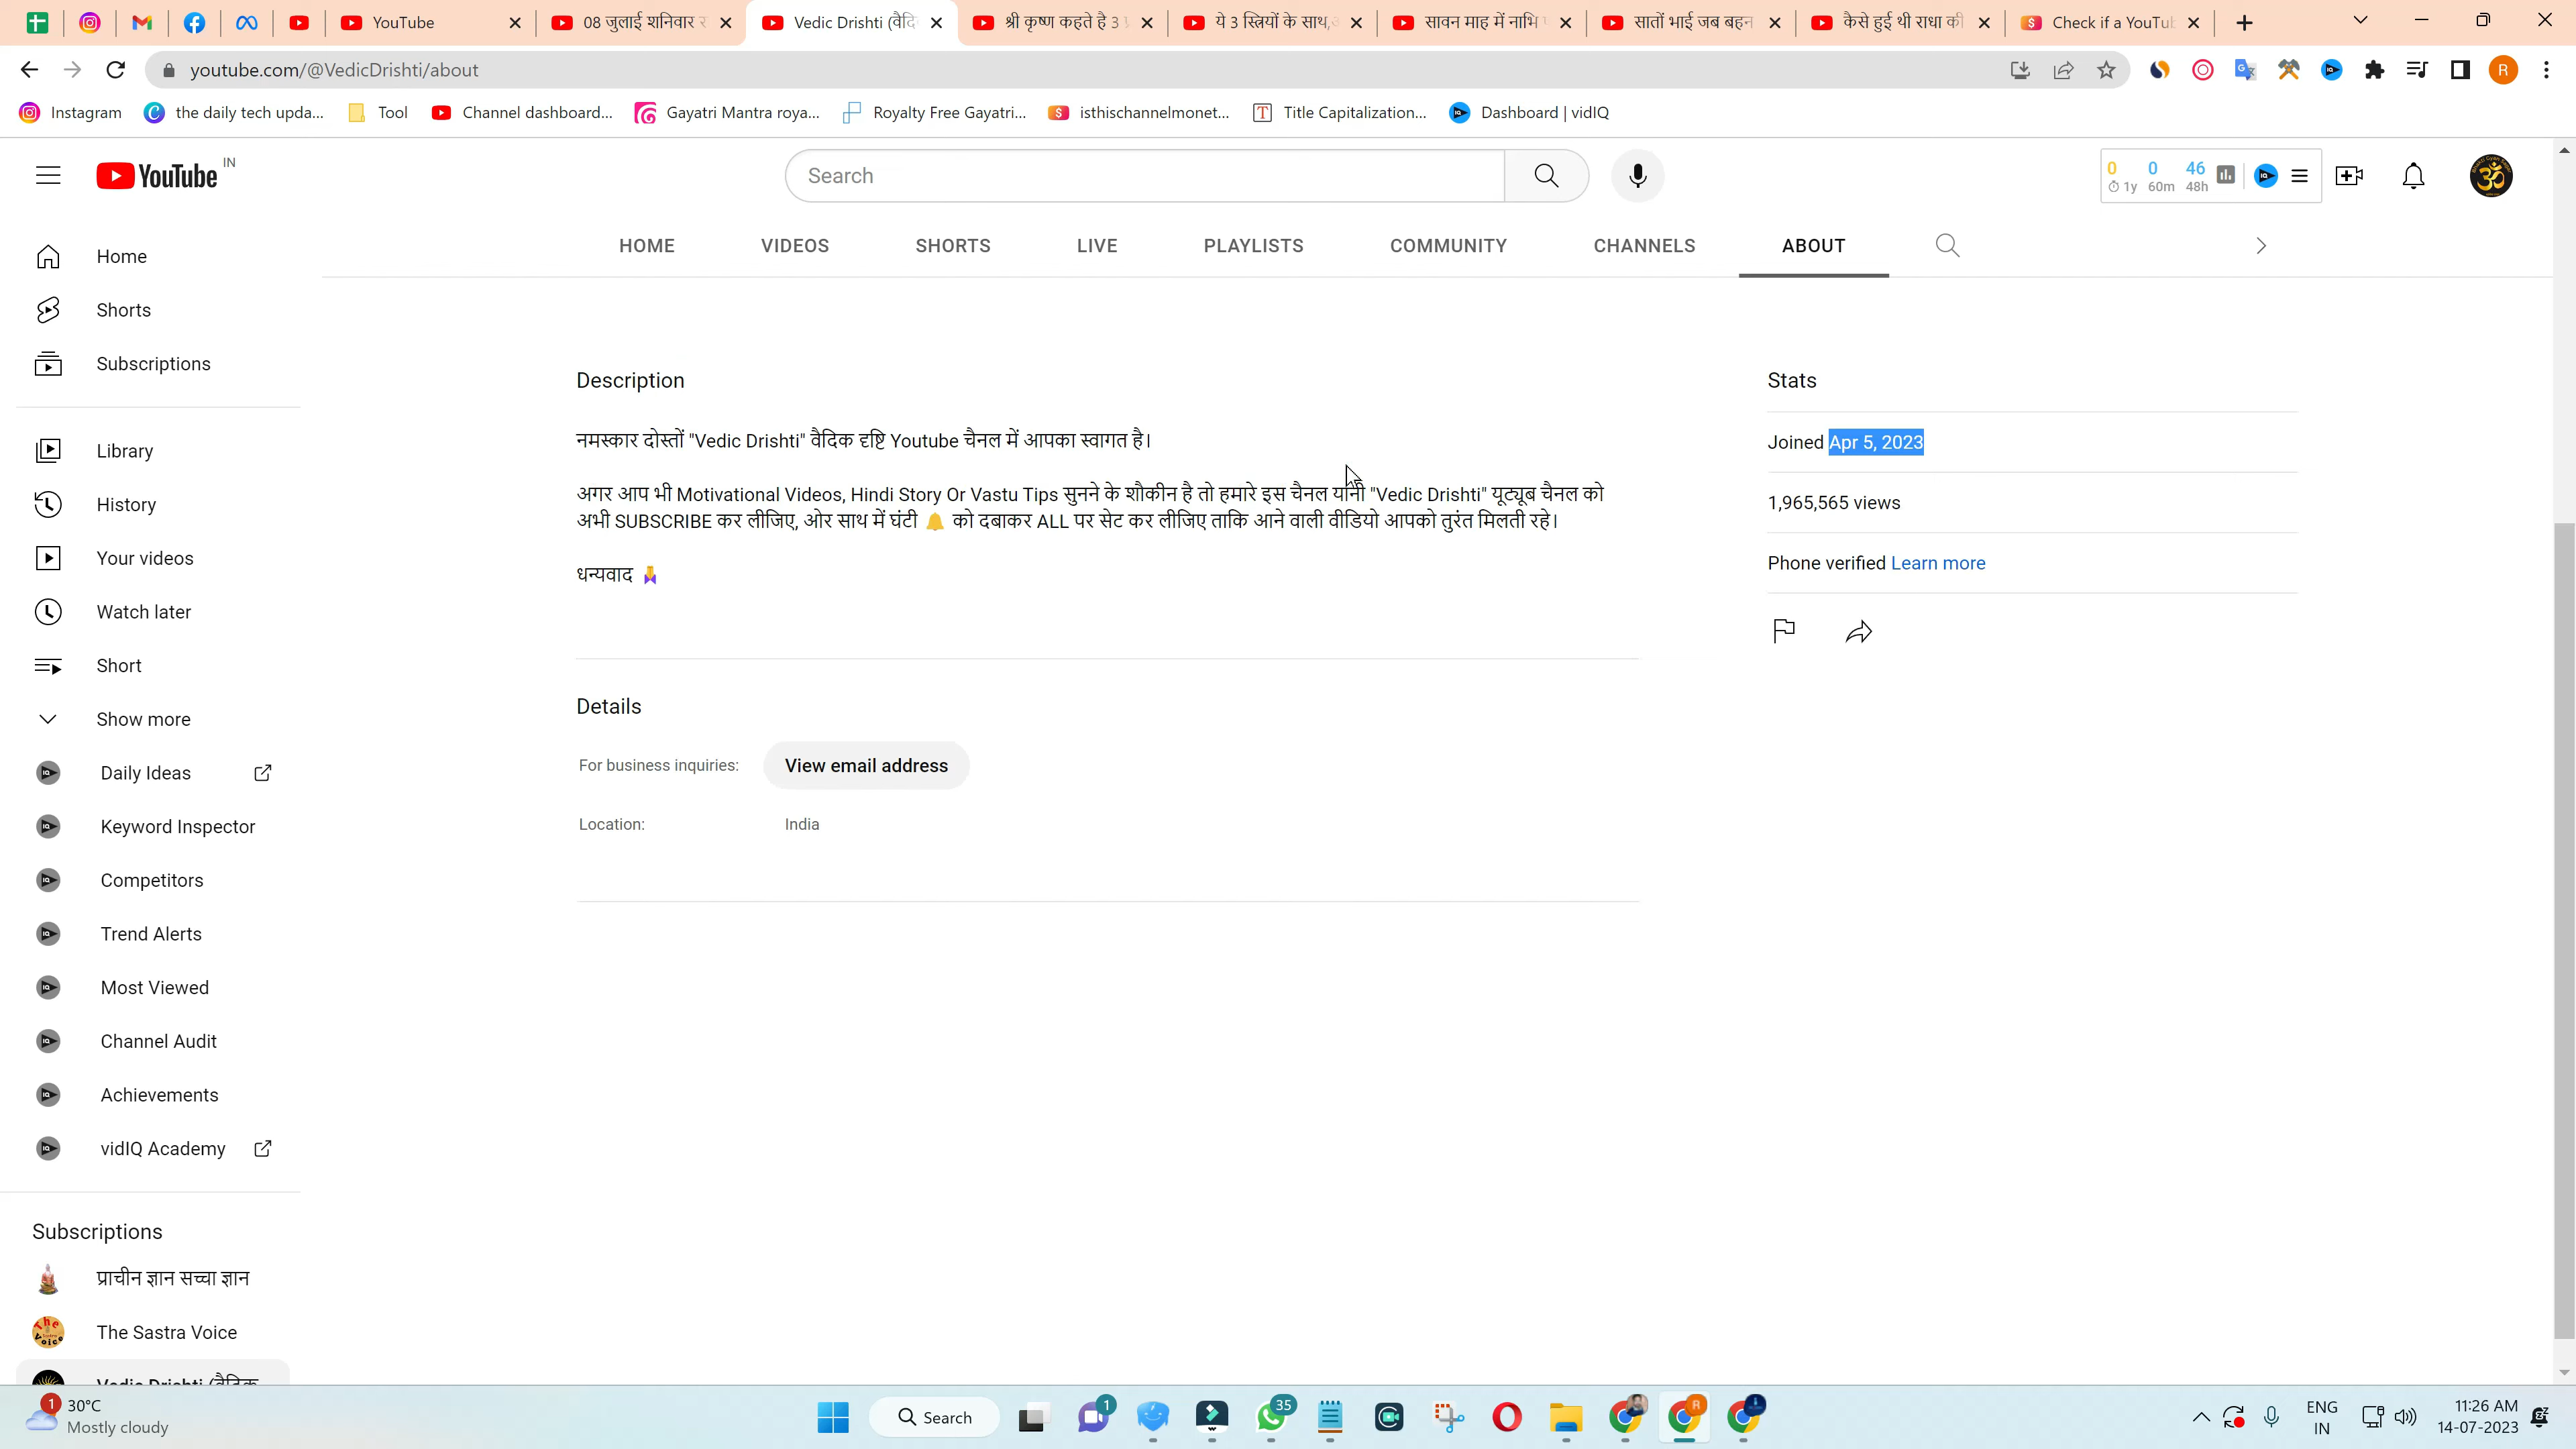 YouTube
08 जुलाई शनिवार
Vedic Drishti (वैदि
श्री कृष्ण कहते है 3
ये 3 स्त्रियों के साथ,
सावन माह में नाभि
सातों भाई जब बहन
कैसे हुई थी राधा की
Check if a YouTub
youtube.com/@VedicDrishti/about
R
Instagram
the daily tech upda...
Tool
Channel dashboard...
Gayatri Mantra roya...
Royalty Free Gayatri...
isthischannelmonet...
Title Capitalization...
Dashboard | vidIQ
YouTube IN
Search
0 0 46
1y 60m 48h
HOME
VIDEOS
SHORTS
LIVE
PLAYLISTS
COMMUNITY
CHANNELS
ABOUT
Home
Shorts
Subscriptions
Library
History
Your videos
Watch later
Short
Show more
Daily Ideas
Keyword Inspector
Competitors
Trend Alerts
Most Viewed
Channel Audit
Achievements
vidIQ Academy
Subscriptions
प्राचीन ज्ञान सच्चा ज्ञान
The Sastra Voice
Vedic Drishti (वैदिक
Description
नमस्कार दोस्तों "Vedic Drishti" वैदिक दृष्टि Youtube चैनल में आपका स्वागत है।
अगर आप भी Motivational Videos, Hindi Story Or Vastu Tips सुनने के शौकीन है तो हमारे इस चैनल यानी "Vedic Drishti" यूट्यूब चैनल को
अभी SUBSCRIBE कर लीजिए, ओर साथ में घंटी 🔔 को दबाकर ALL पर सेट कर लीजिए ताकि आने वाली वीडियो आपको तुरंत मिलती रहे।
धन्यवाद 🙏
Details
For business inquiries:
View email address
Location:
India
Stats
Joined Apr 5, 2023
1,965,565 views
Phone verified Learn more
1
30°C
Mostly cloudy
Search
1
35
R
ENG
IN
11:26 AM
14-07-2023